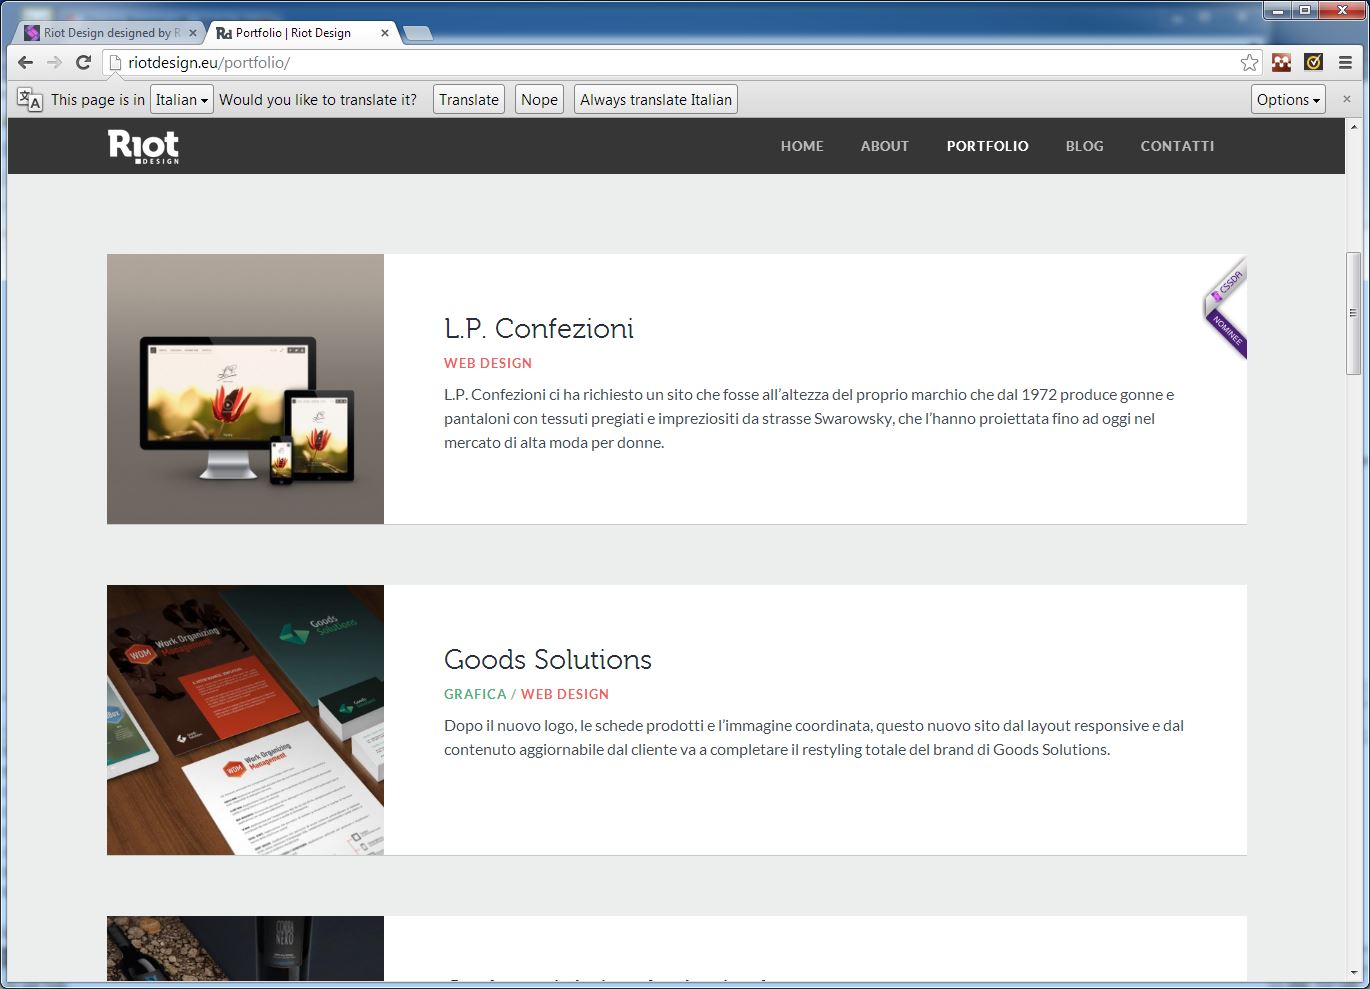 Riot Design designed by R
Portfolio | Riot Design
riotdesign.eu/portfolio/
This page is in Italian Would you like to translate it? Translate Nope Always translate Italian Options
Riot
DESIGN
HOME ABOUT PORTFOLIO BLOG CONTATTI
CSSDA
NOMINEE
L.P. Confezioni
WEB DESIGN
L.P. Confezioni ci ha richiesto un sito che fosse all’altezza del proprio marchio che dal 1972 produce gonne e
pantaloni con tessuti pregiati e impreziositi da strasse Swarowsky, che l’hanno proiettata fino ad oggi nel
mercato di alta moda per donne.
WOM
Work Organizing
Management
Goods
Solutions
WOM
Work Organizing
Management
Goods Solutions
GRAFICA / WEB DESIGN
Dopo il nuovo logo, le schede prodotti e l’immagine coordinata, questo nuovo sito dal layout responsive e dal
contenuto aggiornabile dal cliente va a completare il restyling totale del brand di Goods Solutions.
NERO